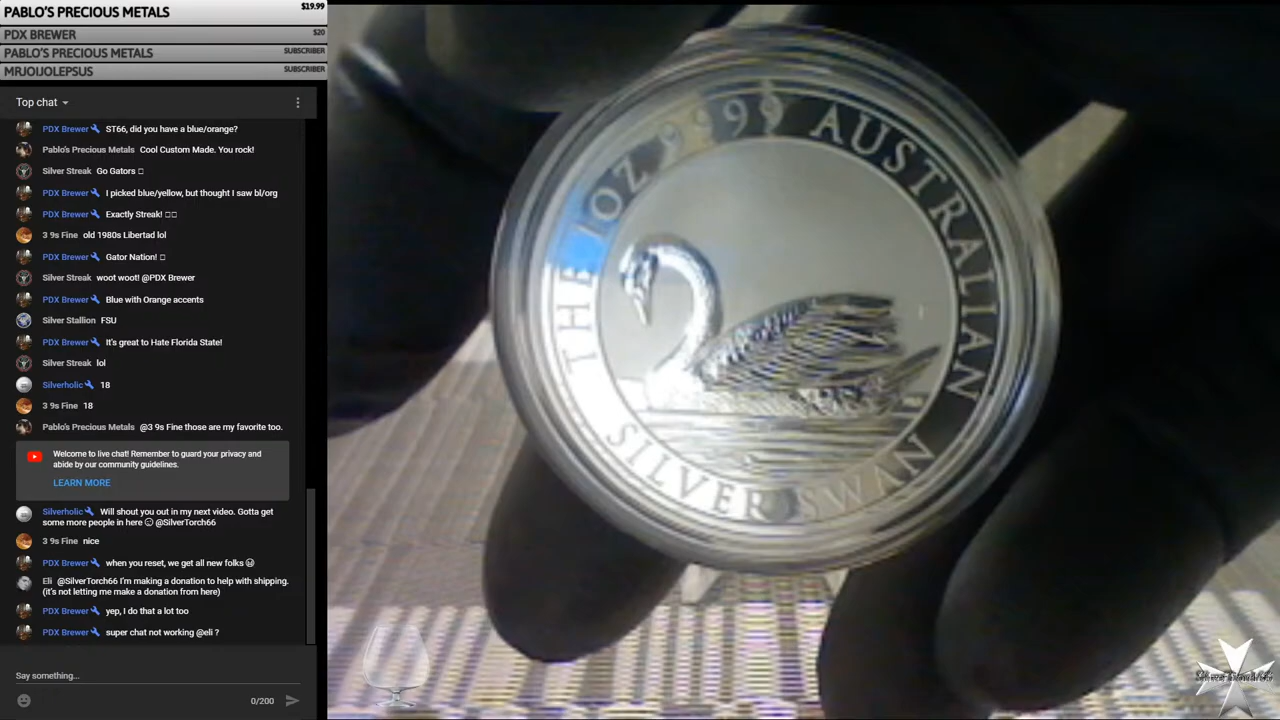 PABLO'S PRECIOUS METALS $19.99
PDX BREWER $20
PABLO'S PRECIOUS METALS SUBSCRIBER
MRJOIJOLEPSUS SUBSCRIBER
Top chat
PDX Brewer ST66, did you have a blue/orange?
Pablo's Precious Metals Cool Custom Made. You rock!
Silver Streak Go Gators
PDX Brewer I picked blue/yellow, but thought I saw bl/org
PDX Brewer Exactly Streak!
3 9s Fine old 1980s Libertad lol
PDX Brewer Gator Nation!
Silver Streak woot woot! @PDX Brewer
PDX Brewer Blue with Orange accents
Silver Stallion FSU
PDX Brewer It's great to Hate Florida State!
Silver Streak lol
Silverholic 18
3 9s Fine 18
Pablo's Precious Metals @3 9s Fine those are my favorite too.
Welcome to live chat! Remember to guard your privacy and
abide by our community guidelines.
LEARN MORE
Silverholic Will shout you out in my next video. Gotta get
some more people in here @SilverTorch66
3 9s Fine nice
PDX Brewer when you reset, we get all new folks
Eli @SilverTorch66 I'm making a donation to help with shipping.
(it's not letting me make a donation from here)
PDX Brewer yep, I do that a lot too
PDX Brewer super chat not working @eli ?
Say something...
0/200
THE 1OZ 9999 AUSTRALIAN
SILVER SWAN